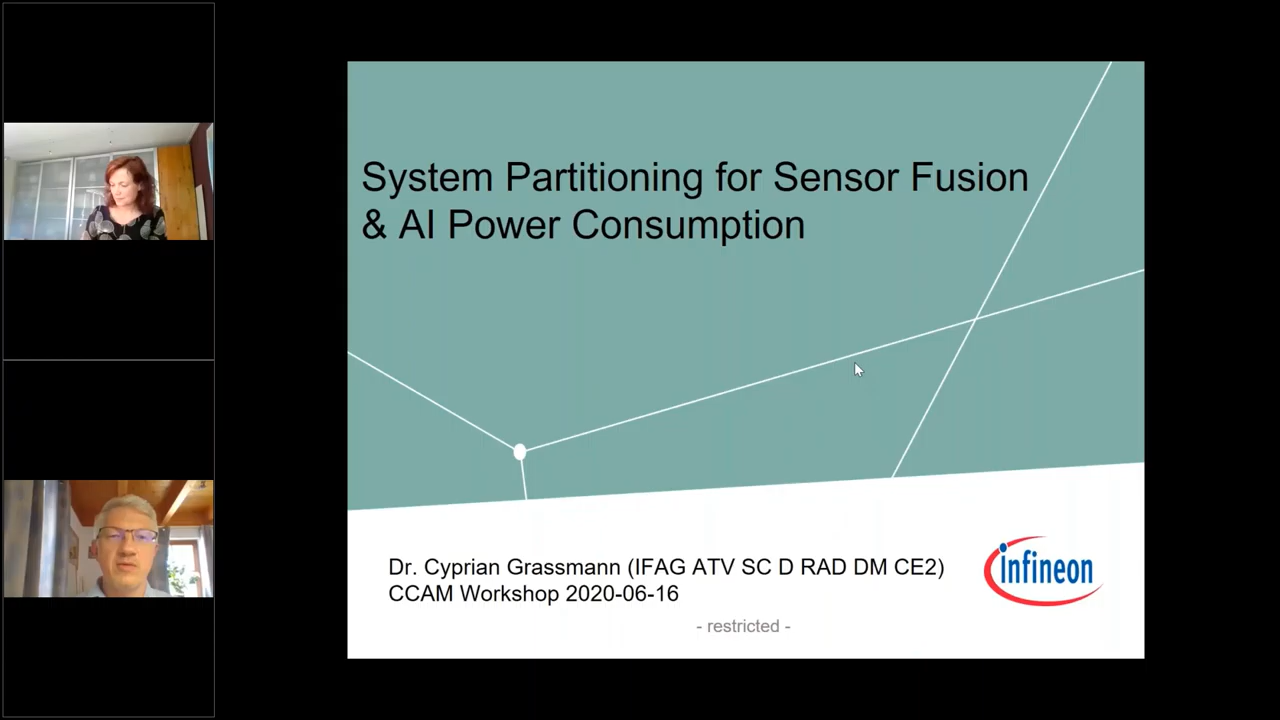 System Partitioning for Sensor Fusion
& AI Power Consumption
Dr. Cyprian Grassmann (IFAG ATV SC D RAD DM CE2)
CCAM Workshop 2020-06-16
- restricted -
infineon